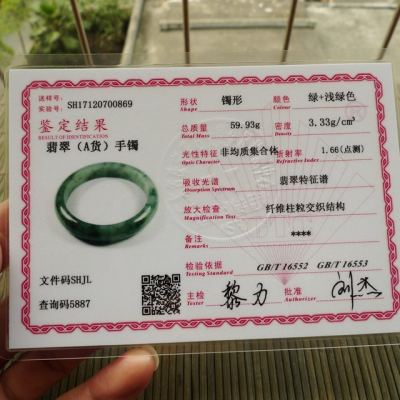 送样号:
实验号: SH17120700869
鉴定结果
RESULT OF IDENTIFICATION
翡翠（A货）手镯
文件码SHJL
查询码5887
形状 镯形 颜色 绿+浅绿色
Shape Color
总质量 59.93g 密度 3.33g/cm³
Total Mass Density
光性特征 非均质集合体 折射率 1.66(点测)
Optic Character Refractive Index
吸收光谱 翡翠特征谱
Absorption Spectrum
放大检查 纤维柱粒交织结构
Magnification Test
备注 ****
Remarks
检验依据 GB/T 16552 GB/T 16553
Testing Standard
主检 黎力 批准
Tester Authorizer